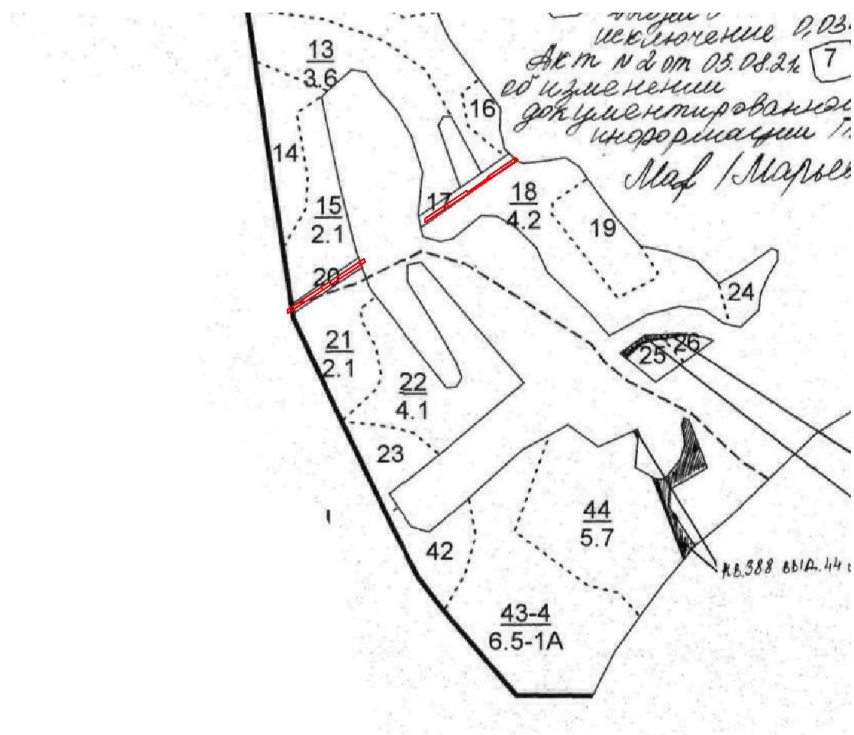 исключение 0,03
Акт № 2 от 05.08.21г 7
об изменении
документированной
информации
Мар / Марьев
13
3.6
16
14
15
2.1
17
18
4.2
19
20
24
21
2.1
25 26
22
4.1
23
44
5.7
42
кв.388 выд.44
43-4
6.5-1А